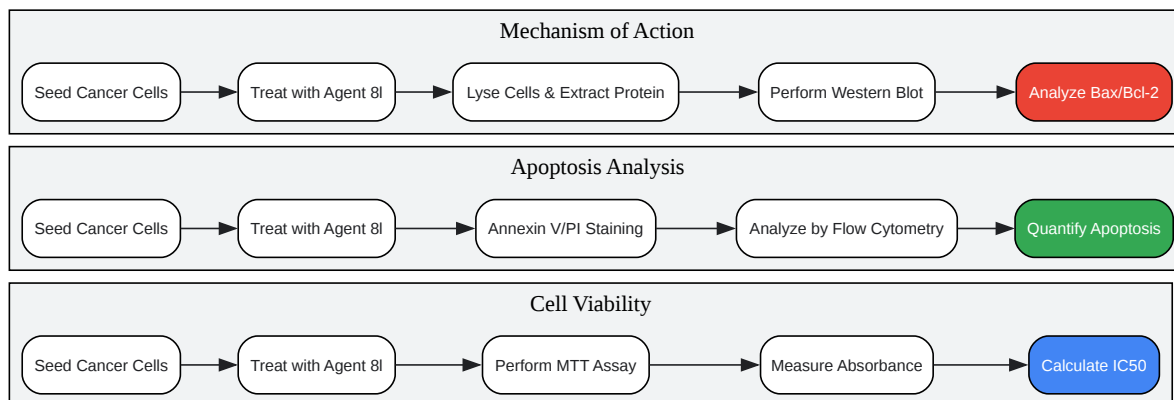 Mechanism of Action
Seed Cancer Cells
Treat with Agent 8l
Lyse Cells & Extract Protein
Perform Western Blot
Analyze Bax/Bcl-2
Apoptosis Analysis
Seed Cancer Cells
Treat with Agent 8l
Annexin V/PI Staining
Analyze by Flow Cytometry
Quantify Apoptosis
Cell Viability
Seed Cancer Cells
Treat with Agent 8l
Perform MTT Assay
Measure Absorbance
Calculate IC50